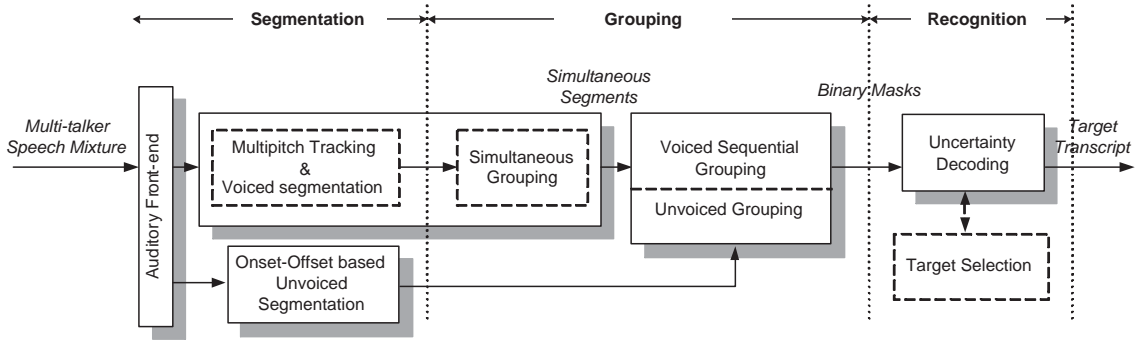 Segmentation
Grouping
Recognition
Multi-talker
Speech Mixture
Auditory Front-end
Multipitch Tracking
&
Voiced segmentation
Simultaneous
Grouping
Simultaneous
Segments
Onset-Offset based
Unvoiced
Segmentation
Voiced Sequential
Grouping
Unvoiced Grouping
Binary Masks
Uncertainty
Decoding
Target Selection
Target
Transcript